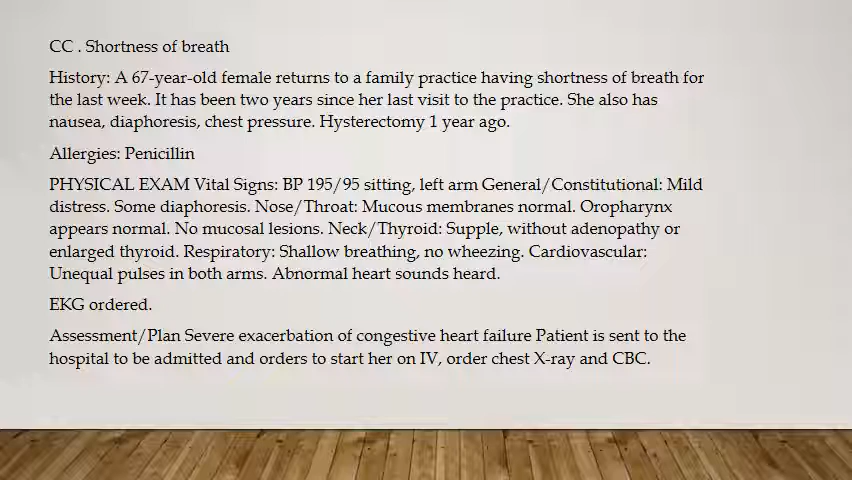 CC . Shortness of breath
History: A 67-year-old female returns to a family practice having shortness of breath for
the last week. It has been two years since her last visit to the practice. She also has
nausea, diaphoresis, chest pressure. Hysterectomy 1 year ago.
Allergies: Penicillin
PHYSICAL EXAM Vital Signs: BP 195/95 sitting, left arm General/Constitutional: Mild
distress. Some diaphoresis. Nose/Throat: Mucous membranes normal. Oropharynx
appears normal. No mucosal lesions. Neck/Thyroid: Supple, without adenopathy or
enlarged thyroid. Respiratory: Shallow breathing, no wheezing. Cardiovascular:
Unequal pulses in both arms. Abnormal heart sounds heard.
EKG ordered.
Assessment/Plan Severe exacerbation of congestive heart failure Patient is sent to the
hospital to be admitted and orders to start her on IV, order chest X-ray and CBC.